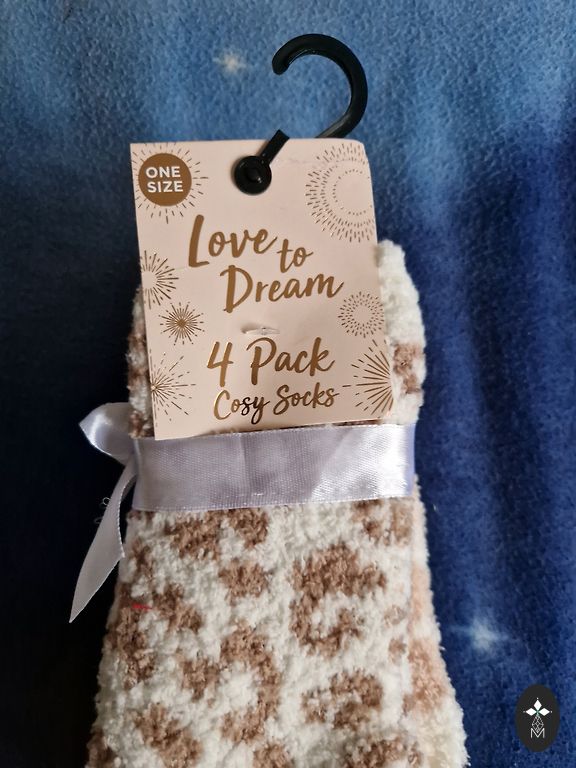 ONE
SIZE
Love to
Dream
4 Pack
Cosy Socks